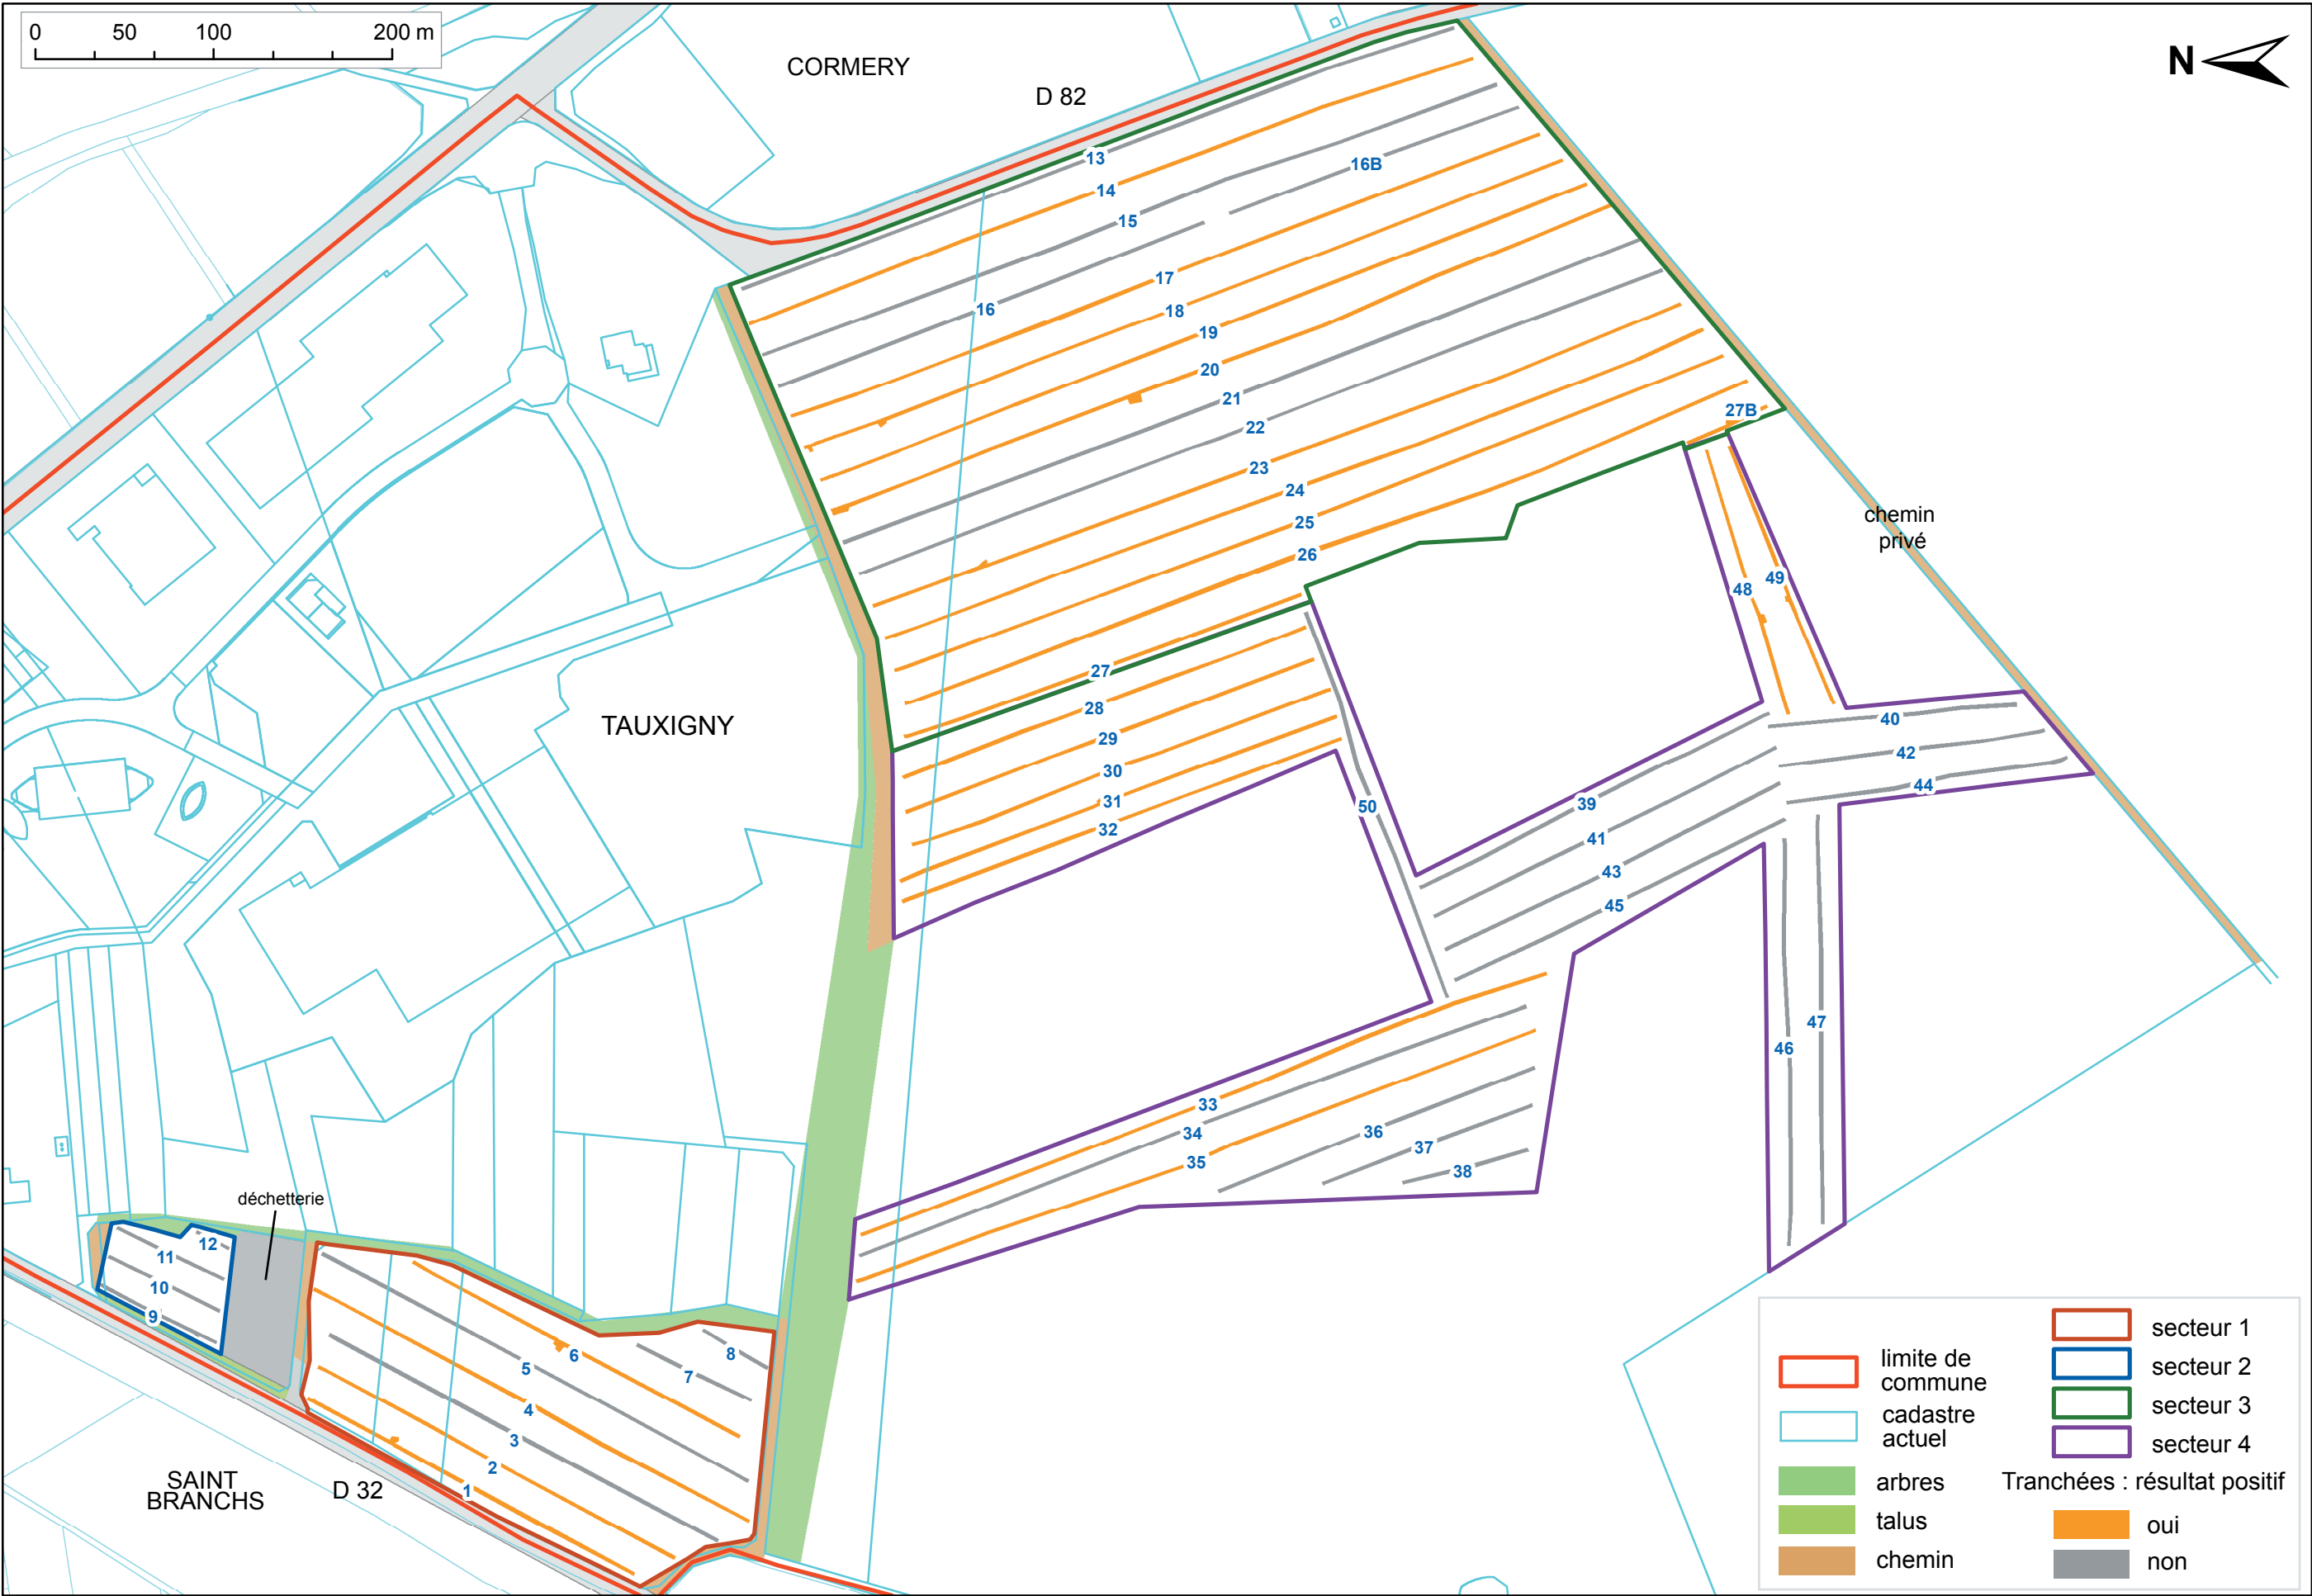 0 50 100 200 m
CORMERY
D 82
N
13
14
15
16B
16
17
18
19
20
21
22
23
24
25
26
27B
27
28
29
30
31
32
chemin
privé
48
49
TAUXIGNY
40
42
44
50
39
41
43
45
47
46
33
34
35
36
37
38
déchetterie
11
12
10
9
6
5
8
7
4
3
2
1
SAINT
BRANCHS
D 32
limite de
commune
cadastre
actuel
arbres
talus
chemin
secteur 1
secteur 2
secteur 3
secteur 4
Tranchées : résultat positif
oui
non